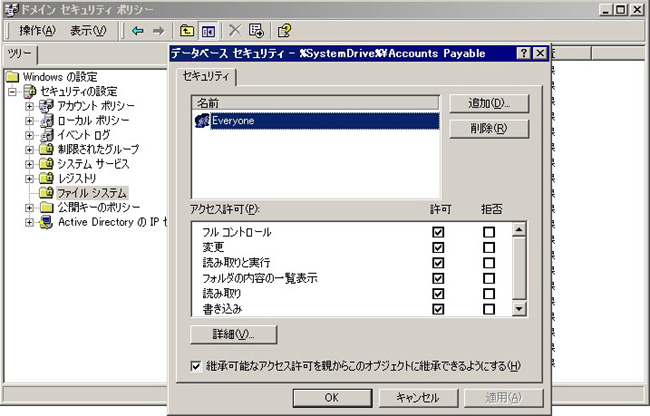 ドメイン セキュリティ ポリシー
操作(A) 表示(V)
ツリー
Windows の設定
セキュリティの設定
アカウント ポリシー
ローカル ポリシー
イベント ログ
制限されたグループ
システム サービス
レジストリ
ファイル システム
公開キーのポリシー
Active Directory の IP セ
データベース セキュリティ - %SystemDrive%¥Accounts Payable
セキュリティ
名前
追加(D)...
Everyone
削除(R)
アクセス許可(P): 許可 拒否
フル コントロール
変更
読み取りと実行
フォルダの内容の一覧表示
読み取り
書き込み
詳細(V)...
継承可能なアクセス許可を親からこのオブジェクトに継承できるようにする(H)
OK キャンセル 適用(A)